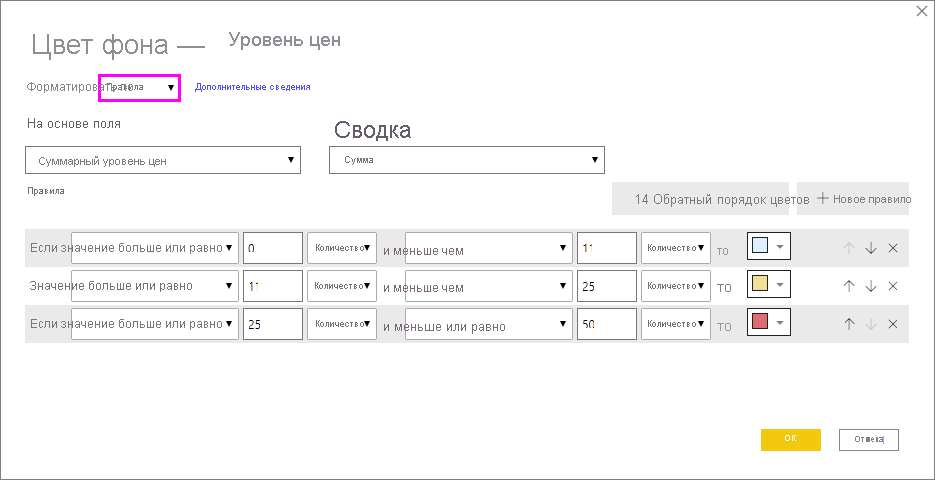 Цвет фона — Уровень цен
Форматировать по Правила Дополнительные сведения
На основе поля Сводка
Суммарный уровень цен Сумма
Правила 14 Обратный порядок цветов Новое правило
Если значение больше или равно 0 Количество и меньше чем 11 Количество то
Значение больше или равно 11 Количество и меньше чем 25 Количество то
Если значение больше или равно 25 Количество и меньше или равно 50 Количество то
ОК Отмена